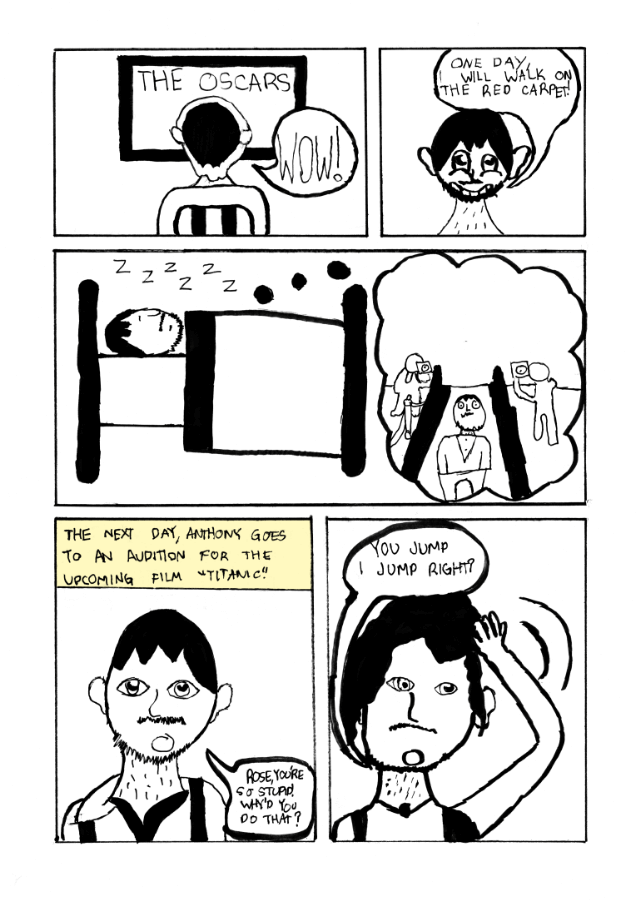 THE OSCARS
WOW!
ONE DAY,
I WILL WALK ON
THE RED CARPET!
Z Z Z Z Z Z
THE NEXT DAY, ANTHONY GOES
TO AN AUDITION FOR THE
UPCOMING FILM "TITANIC".
ROSE, YOU'RE
SO STUPID!
WHY'D YOU
DO THAT?
YOU JUMP
I JUMP RIGHT?